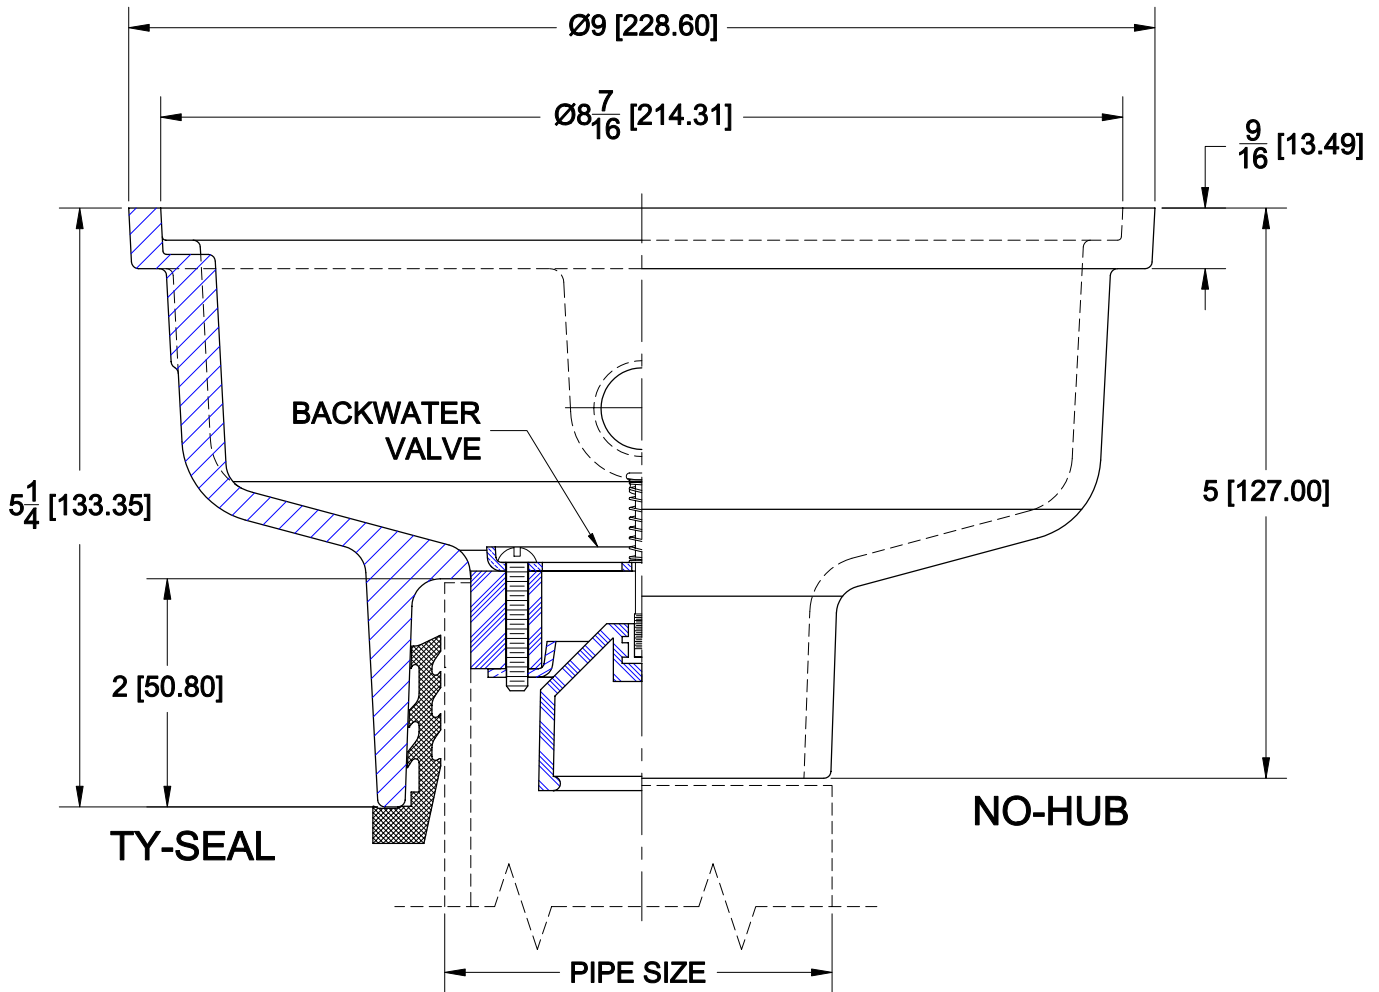 Ø9 [228.60]
Ø8 7/16 [214.31]
9/16 [13.49]
BACKWATER
VALVE
5 1/4 [133.35]
5 [127.00]
2 [50.80]
TY-SEAL
NO-HUB
PIPE SIZE